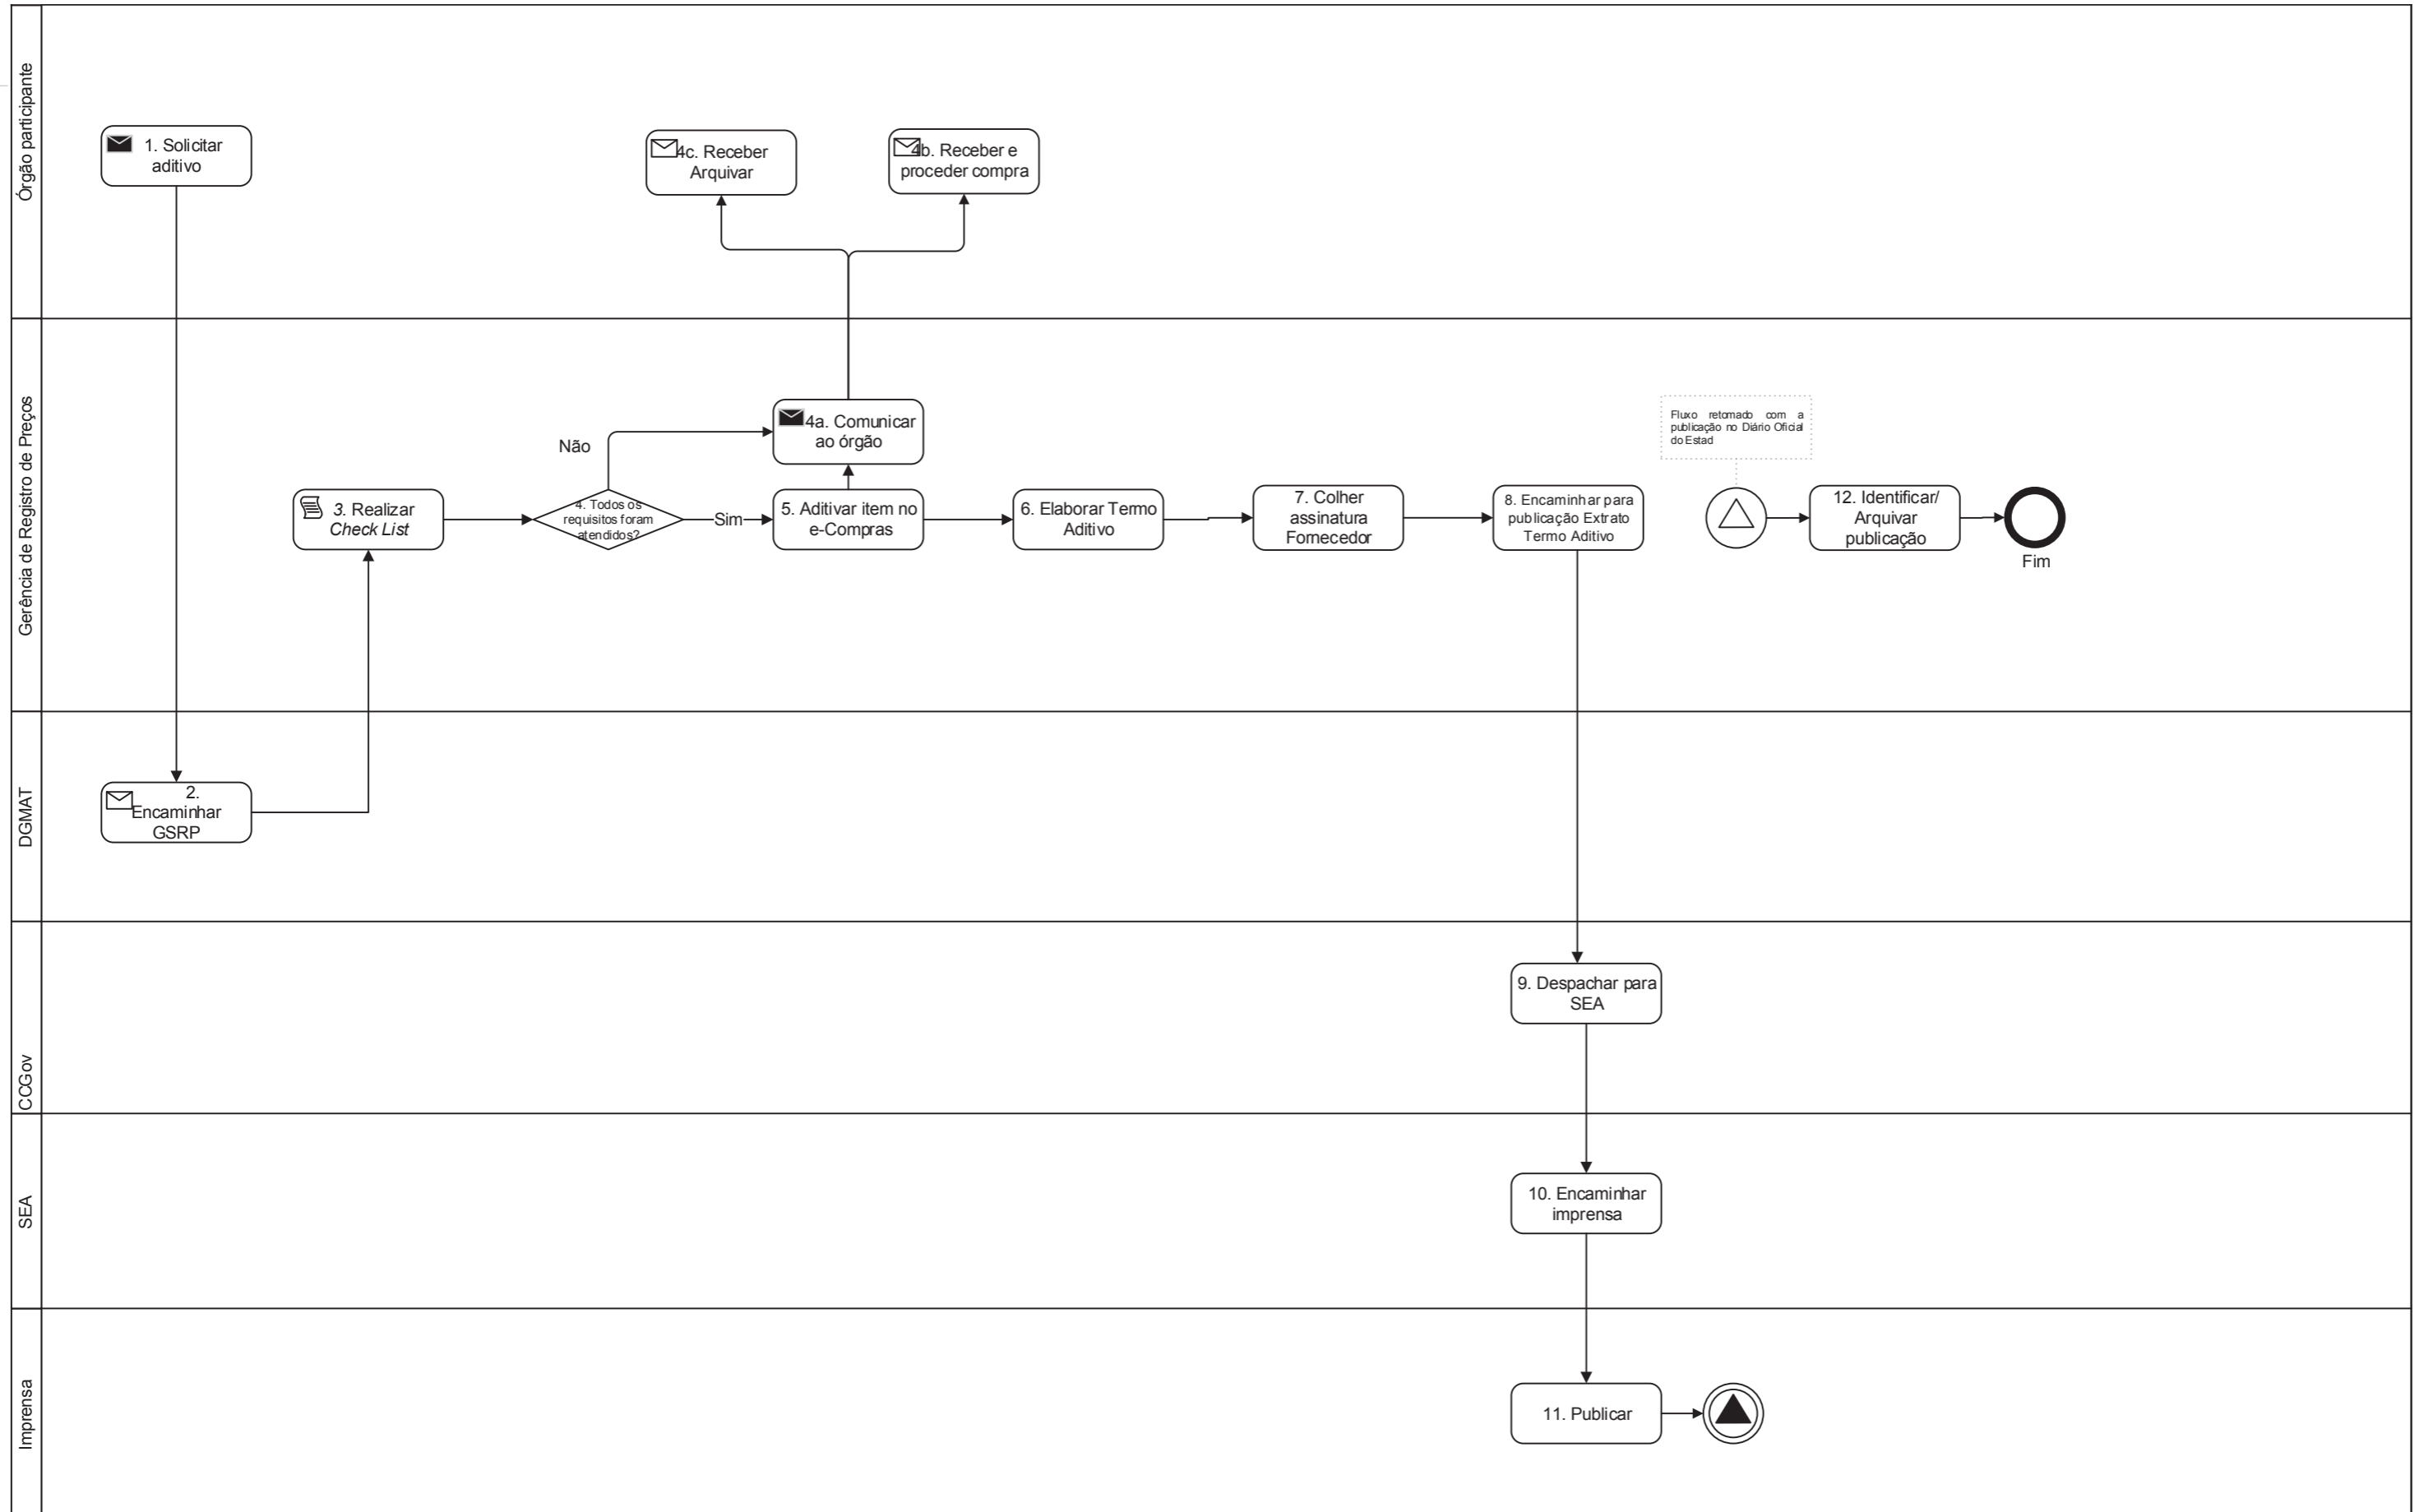 Órgão participante
1. Solicitar
aditivo
4c. Receber
Arquivar
4b. Receber e
proceder compra
Gerência de Registro de Preços
3. Realizar
Check List
4. Todos os
requisitos foram
atendidos?
Não
Sim
4a. Comunicar
ao órgão
5. Aditivar item no
e-Compras
6. Elaborar Termo
Aditivo
7. Colher
assinatura
Fornecedor
8. Encaminhar para
publicação Extrato
Termo Aditivo
Fluxo retomado com a
publicação no Diário Oficial
do Estad
12. Identificar/
Arquivar
publicação
Fim
DGMAT
2.
Encaminhar
GSRP
CCGov
9. Despachar para
SEA
SEA
10. Encaminhar
imprensa
Imprensa
11. Publicar